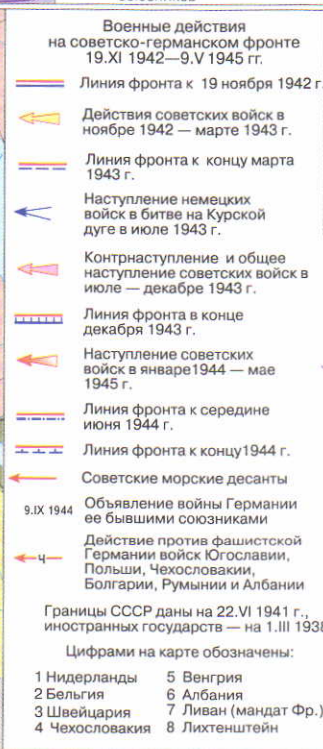 Военные действия
на советско-германском фронте
19.XI 1942—9.V 1945 гг.
Линия фронта к 19 ноября 1942 г.
Действия советских войск в
ноябре 1942 — марте 1943 г.
Линия фронта к концу марта
1943 г.
Наступление немецких
войск в битве на Курской
дуге в июле 1943 г.
Контрнаступление и общее
наступление советских войск в
июле — декабре 1943 г.
Линия фронта в конце
декабря 1943 г.
Наступление советских
войск в январе1944 — мае
1945 г.
Линия фронта к середине
июня 1944 г.
Линия фронта к концу1944 г.
Советские морские десанты
9.IX 1944 Объявление войны Германии
ее бывшими союзниками
Ч Действие против фашистской
Германии войск Югославии,
Польши, Чехословакии,
Болгарии, Румынии и Албании
Границы СССР даны на 22.VI 1941 г.,
иностранных государств — на 1.III 1938
Цифрами на карте обозначены:
1 Нидерланды 5 Венгрия
2 Бельгия 6 Албания
3 Швейцария 7 Ливан (мандат Фр.)
4 Чехословакия 8 Лихтенштейн